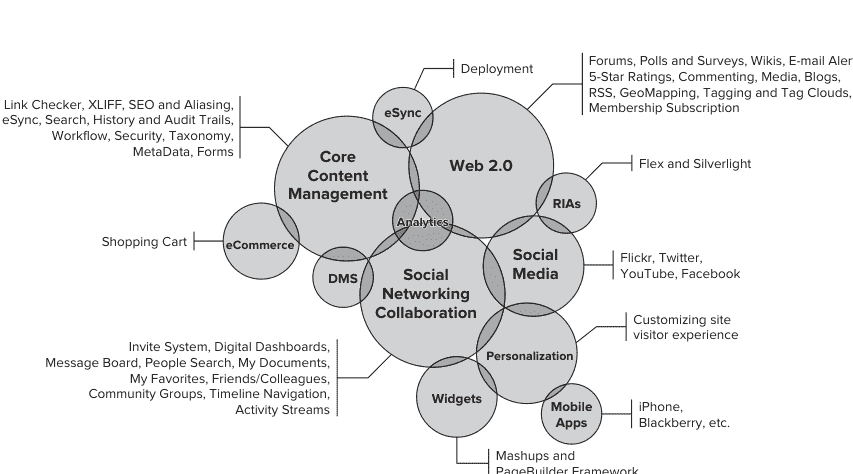 Deployment
Forums, Polls and Surveys, Wikis, E-mail Aler
5-Star Ratings, Commenting, Media, Blogs,
RSS, GeoMapping, Tagging and Tag Clouds,
Membership Subscription
Link Checker, XLIFF, SEO and Aliasing,
eSync, Search, History and Audit Trails,
Workflow, Security, Taxonomy,
MetaData, Forms
eSync
Core
Content
Management
Web 2.0
Flex and Silverlight
RIAs
Analytics
Shopping Cart
eCommerce
DMS
Social
Networking
Collaboration
Social
Media
Flickr, Twitter,
YouTube, Facebook
Customizing site
visitor experience
Personalization
Invite System, Digital Dashboards,
Message Board, People Search, My Documents,
My Favorites, Friends/Colleagues,
Community Groups, Timeline Navigation,
Activity Streams
Widgets
Mobile
Apps
iPhone,
Blackberry, etc.
Mashups and
PageBuilder Framework